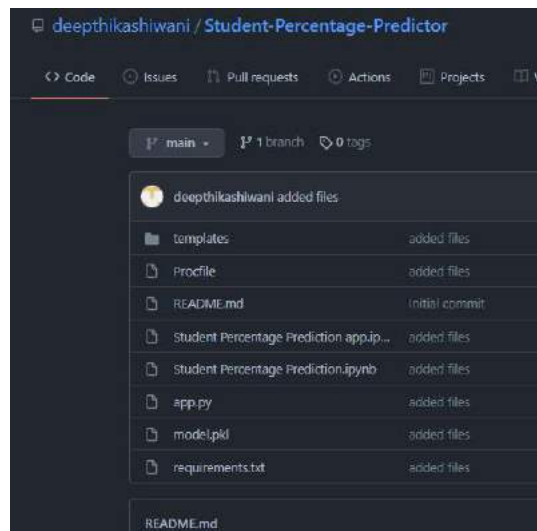 deepthikashiwani / Student-Percentage-Predictor
<> Code Issues Pull requests Actions Projects
main 1 branch 0 tags
deepthikashiwani added files
templates added files
Procfile added files
README.md Initial commit
Student Percentage Prediction app.ip... added files
Student Percentage Prediction.ipynb added files
app.py added files
model.pkl added files
requirements.txt added files
README.md